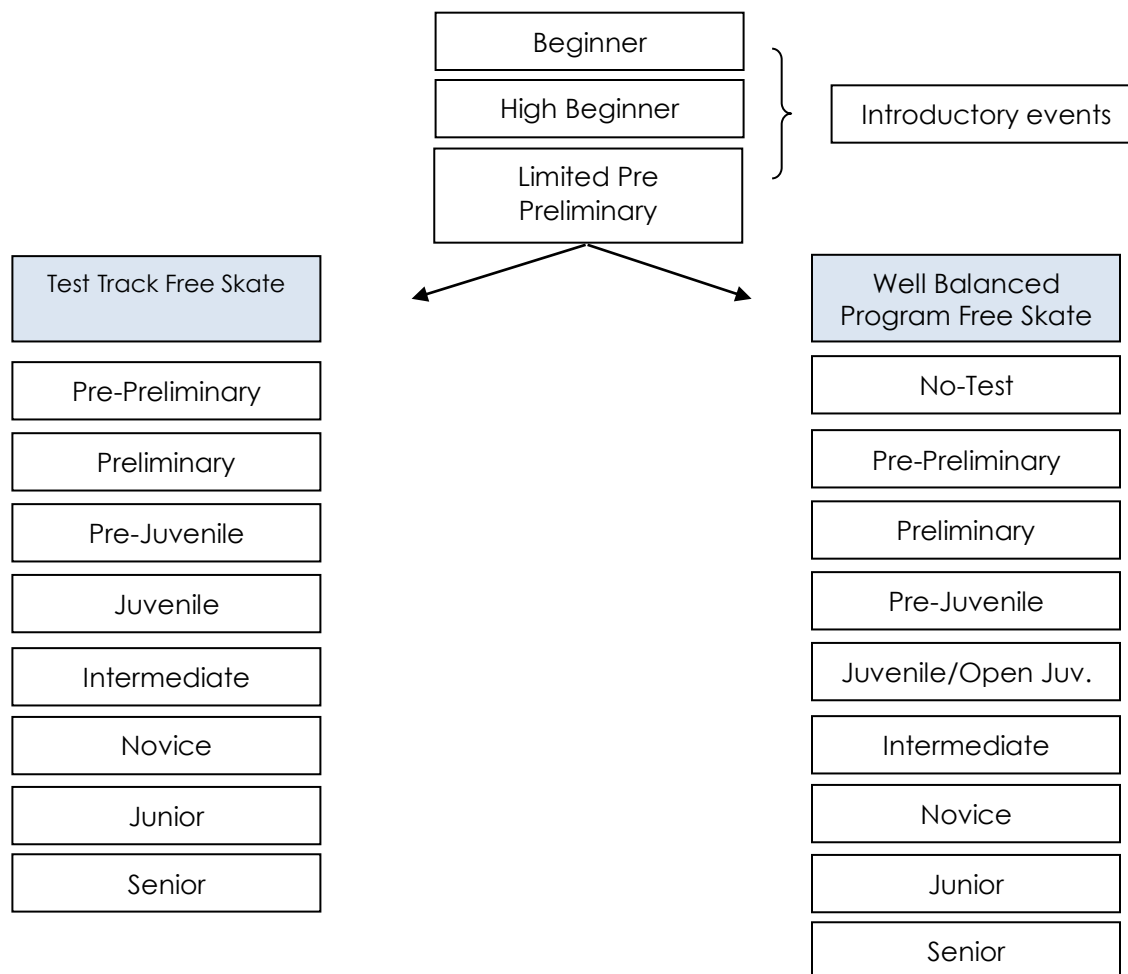 Beginner
High Beginner
Introductory events
Limited Pre
Preliminary
Test Track Free Skate
Pre-Preliminary
Preliminary
Pre-Juvenile
Juvenile
Intermediate
Novice
Junior
Senior
Well Balanced
Program Free Skate
No-Test
Pre-Preliminary
Preliminary
Pre-Juvenile
Juvenile/Open Juv.
Intermediate
Novice
Junior
Senior